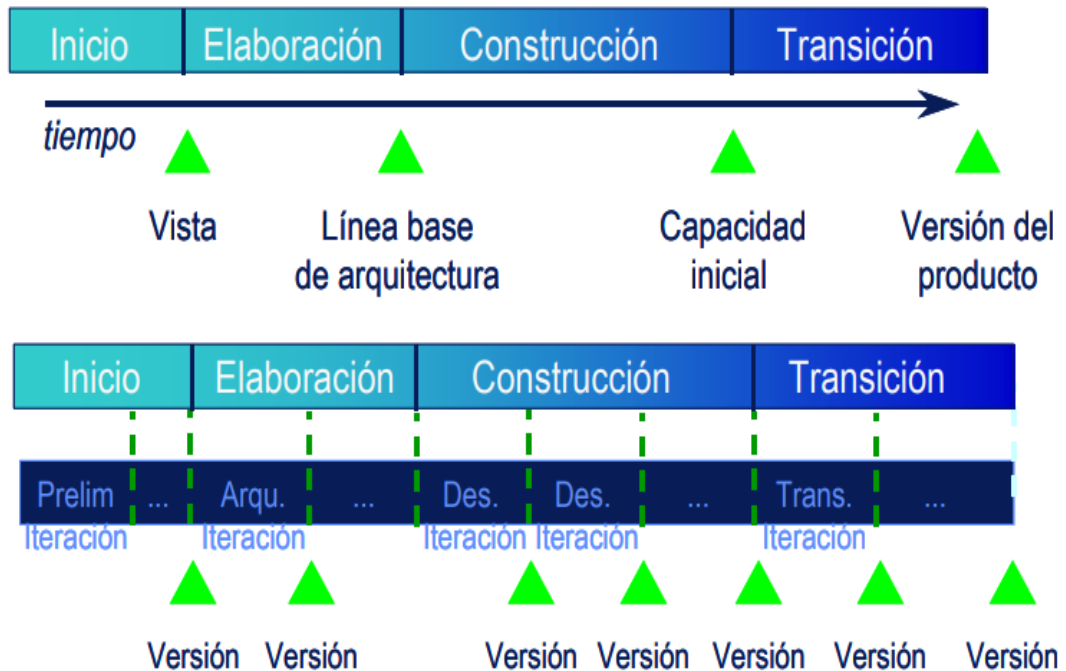 Inicio Elaboración Construcción Transición
tiempo
Vista Línea base Capacidad Versión del
de arquitectura inicial producto
Inicio Elaboración Construcción Transición
Prelim ... Arqu. ... Des. Des. ... Trans. ...
Iteración Iteración Iteración Iteración Iteración
Versión Versión Versión Versión Versión Versión Versión